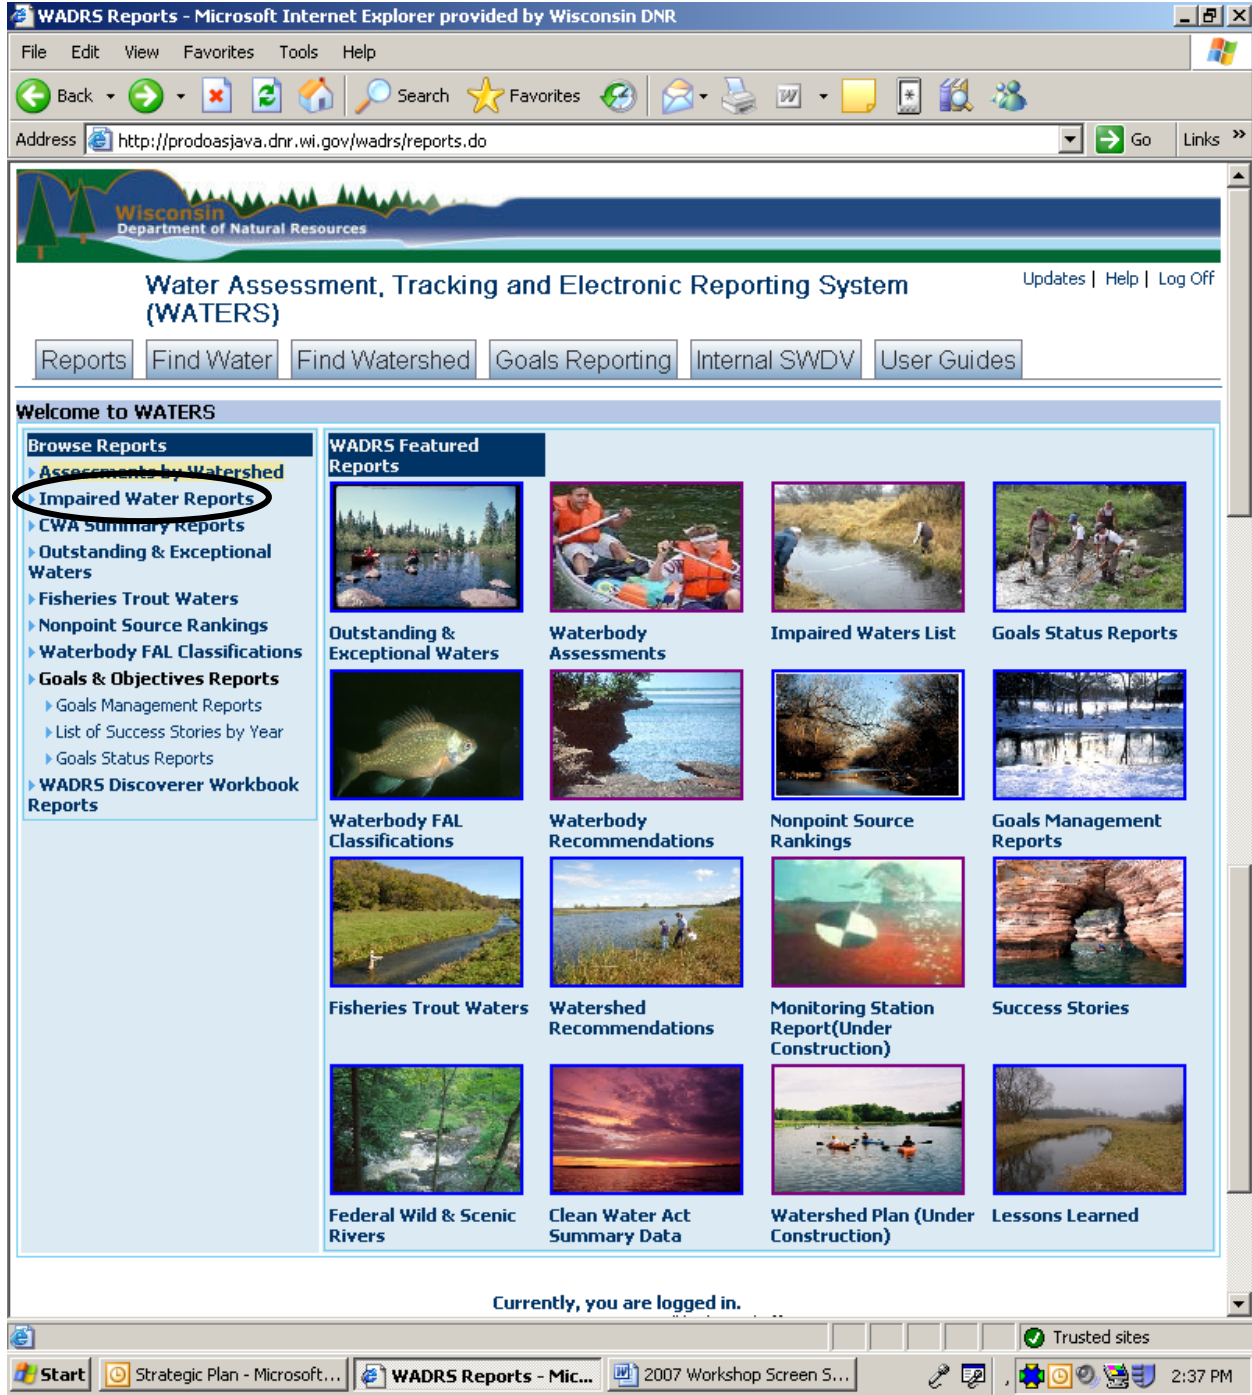 WADRS Reports - Microsoft Internet Explorer provided by Wisconsin DNR
File Edit View Favorites Tools Help
Back Search Favorites
Address http://prodoasjava.dnr.wi.gov/wadrs/reports.do Go Links »
Wisconsin
Department of Natural Resources
Water Assessment, Tracking and Electronic Reporting System
(WATERS)
Updates | Help | Log Off
Reports Find Water Find Watershed Goals Reporting Internal SWDV User Guides
Welcome to WATERS
Browse Reports
Assessments by Watershed
Impaired Water Reports
CWA Summary Reports
Outstanding & Exceptional
Waters
Fisheries Trout Waters
Nonpoint Source Rankings
Waterbody FAL Classifications
Goals & Objectives Reports
Goals Management Reports
List of Success Stories by Year
Goals Status Reports
WADRS Discoverer Workbook
Reports
WADRS Featured
Reports
Outstanding &
Exceptional Waters
Waterbody
Assessments
Impaired Waters List
Goals Status Reports
Waterbody FAL
Classifications
Waterbody
Recommendations
Nonpoint Source
Rankings
Goals Management
Reports
Fisheries Trout Waters
Watershed
Recommendations
Monitoring Station
Report(Under
Construction)
Success Stories
Federal Wild & Scenic
Rivers
Clean Water Act
Summary Data
Watershed Plan (Under
Construction)
Lessons Learned
Currently, you are logged in.
Trusted sites
Start Strategic Plan - Microsoft... WADRS Reports - Mic... 2007 Workshop Screen S... 2:37 PM